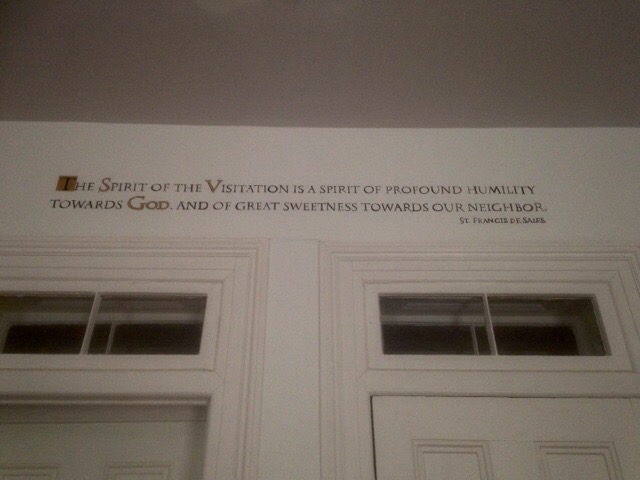 The Spirit of the Visitation is a spirit of profound humility
towards God, and of great sweetness towards our neighbor.
St. Francis de Sales